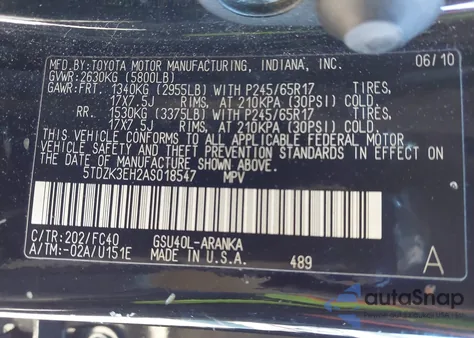 MFD.BY:TOYOTA MOTOR MANUFACTURING, INDIANA, INC. 06/10
GVWR:2630KG (5800LB)
GAWR:FRT. 1340KG (2955LB) WITH P245/65R17 TIRES,
17X7.5J RIMS, AT 210KPA (30PSI) COLD.
RR. 1530KG (3375LB) WITH P245/65R17 TIRES,
17X7.5J RIMS, AT 210KPA (30PSI) COLD.
THIS VEHICLE CONFORMS TO ALL APPLICABLE FEDERAL MOTOR
VEHICLE SAFETY AND THEFT PREVENTION STANDARDS IN EFFECT ON
THE DATE OF MANUFACTURE SHOWN ABOVE.
5TDZK3EH2AS018547 MPV
C/TR:202/FC40 GSU40L-ARANKA
A/TM:-02A/U151E MADE IN U.S.A. 489 A
autoSnap